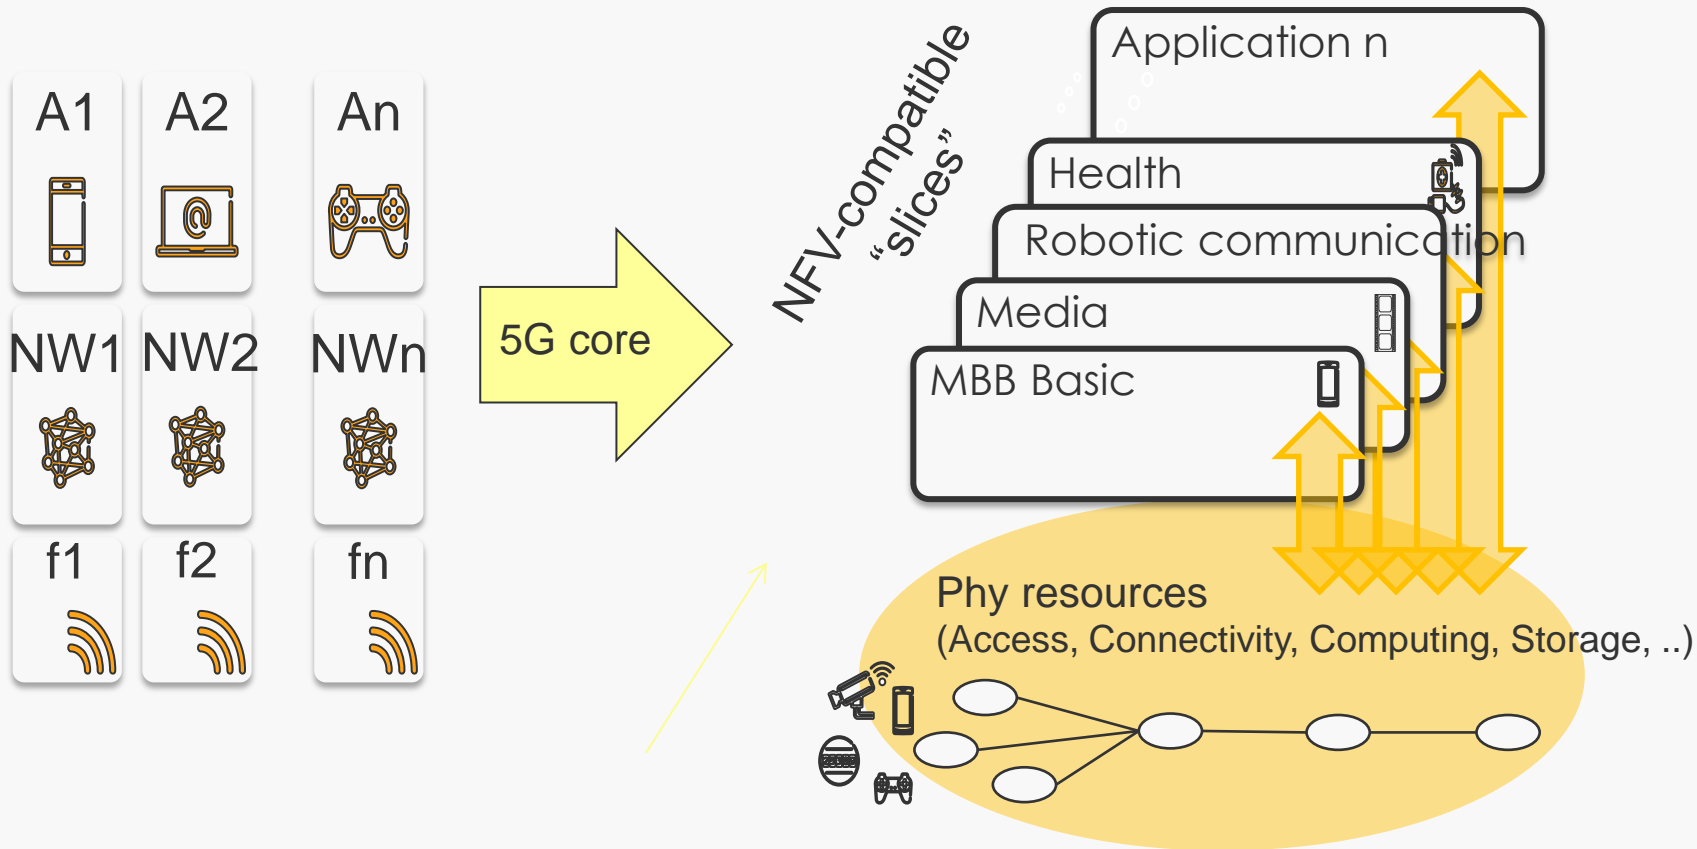 A1
A2
An
NW1
NW2
NWn
f1
f2
fn
5G core
NFV-compatible
“slices”
Application n
Health
Robotic communication
Media
MBB Basic
Phy resources
(Access, Connectivity, Computing, Storage, ..)